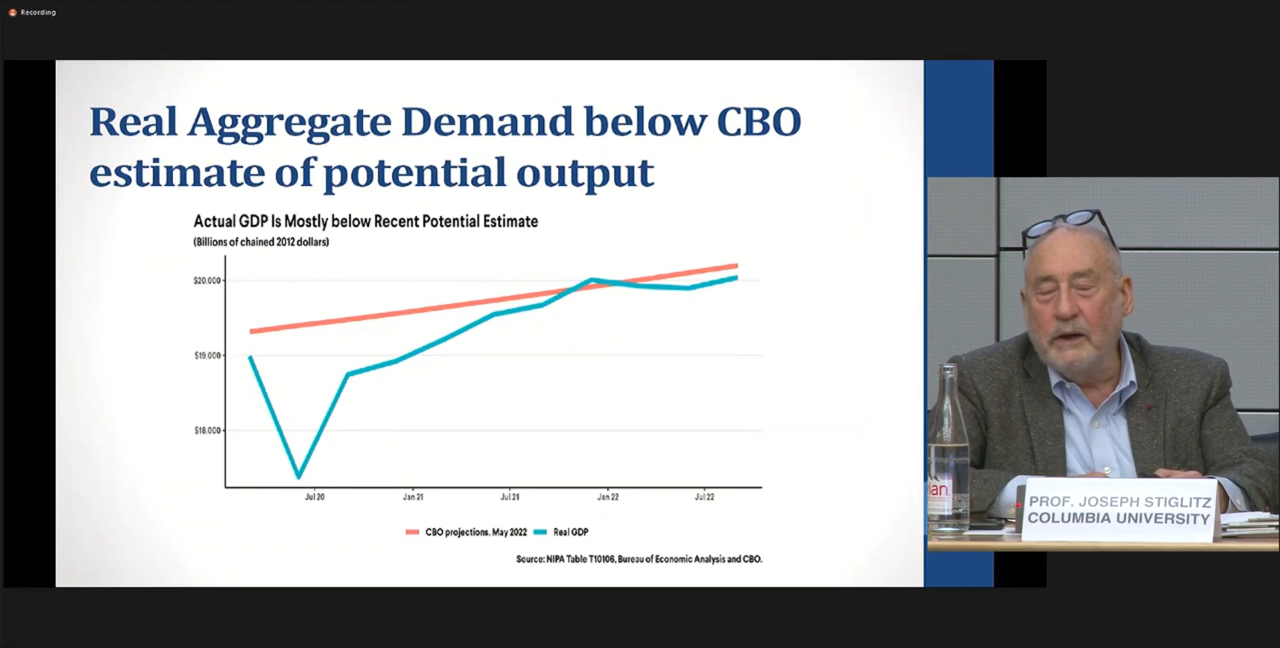 Recording
Real Aggregate Demand below CBO
estimate of potential output
Actual GDP Is Mostly below Recent Potential Estimate
(Billions of chained 2012 dollars)
$20.000
$19.000
$18.000
Jul 20
Jan 21
Jul 21
Jan 22
Jul 22
CBO projections, May 2022
Real GDP
Source: NIPA Table T10106, Bureau of Economic Analysis and CBO.
ian
PROF. JOSEPH STIGLITZ
COLUMBIA UNIVERSITY